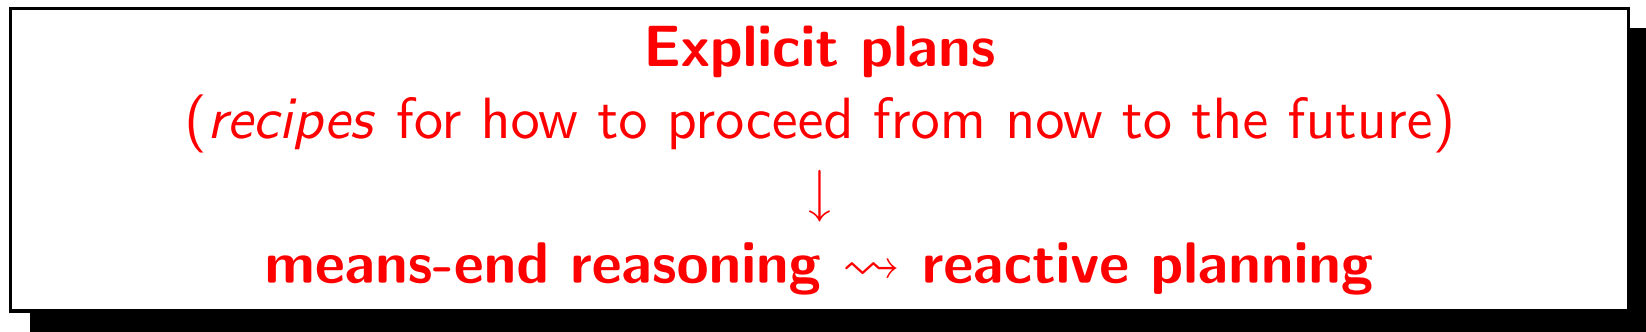 Explicit plans
(recipes for how to proceed from now to the future)
↓
means-end reasoning ⇝ reactive planning